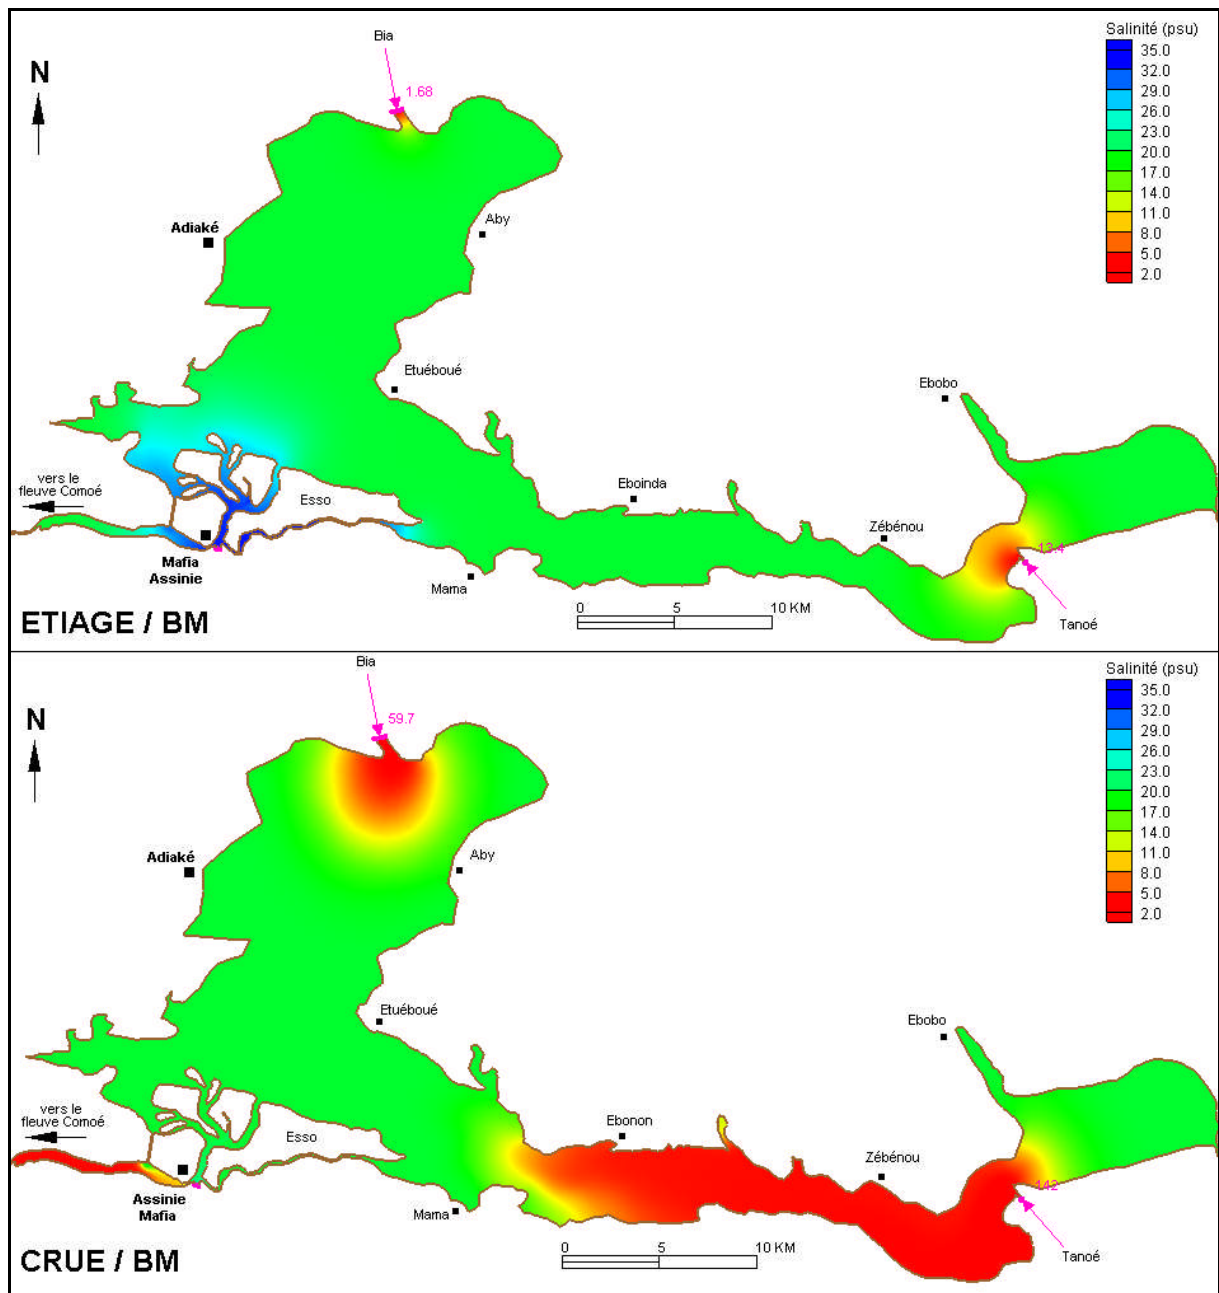 Bia
1.68
N
Salinité (psu)
35.0
32.0
29.0
26.0
23.0
20.0
17.0
14.0
11.0
8.0
5.0
2.0
Adiaké
Aby
Etuéboué
Ebobo
vers le
fleuve Comoé
Esso
Eboinda
Zébénou
Mafia
Assinie
Mama
13.4
Tanoé
0 5 10 KM
ETIAGE / BM
Bia
59.7
N
Salinité (psu)
35.0
32.0
29.0
26.0
23.0
20.0
17.0
14.0
11.0
8.0
5.0
2.0
Adiaké
Aby
Etuéboué
Ebobo
vers le
fleuve Comoé
Esso
Ebonon
Zébénou
Assinie
Mafia
Mama
142
Tanoé
0 5 10 KM
CRUE / BM